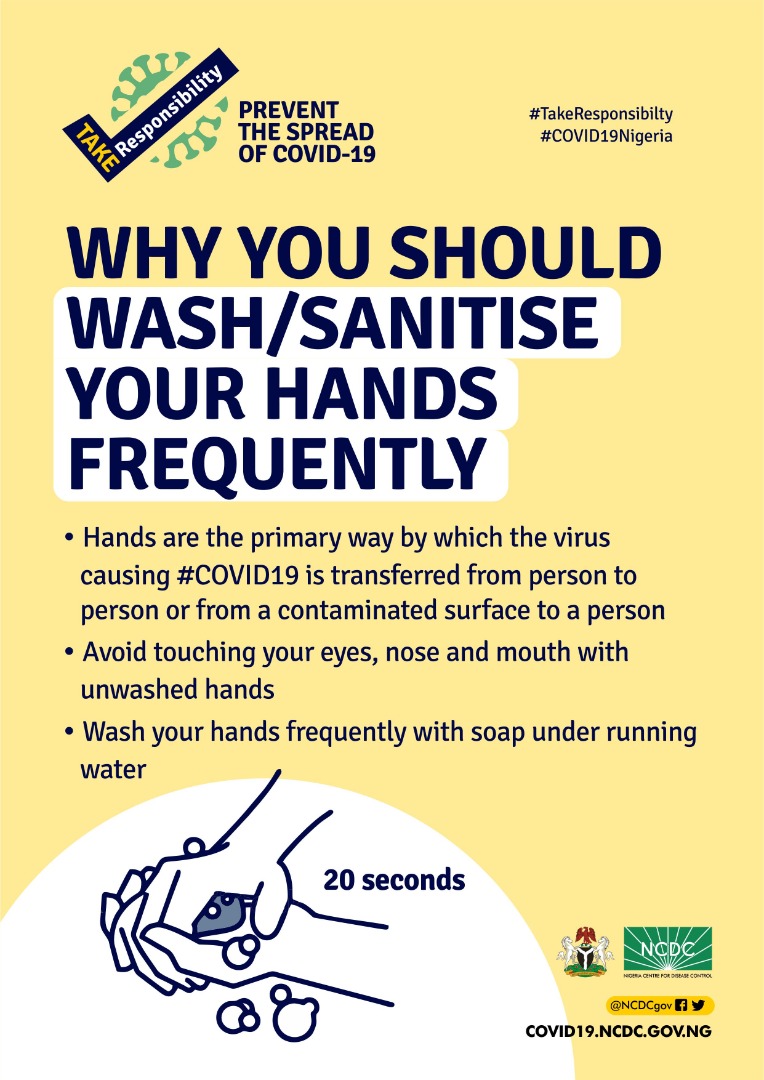 TAKE Responsibility
PREVENT
THE SPREAD
OF COVID-19
#TakeResponsibilty
#COVID19Nigeria
WHY YOU SHOULD
WASH/SANITISE
YOUR HANDS
FREQUENTLY
• Hands are the primary way by which the virus
causing #COVID19 is transferred from person to
person or from a contaminated surface to a person
• Avoid touching your eyes, nose and mouth with
unwashed hands
• Wash your hands frequently with soap under running
water
20 seconds
NCDC
NIGERIA CENTRE FOR DISEASE CONTROL
@NCDCgov
COVID19.NCDC.GOV.NG